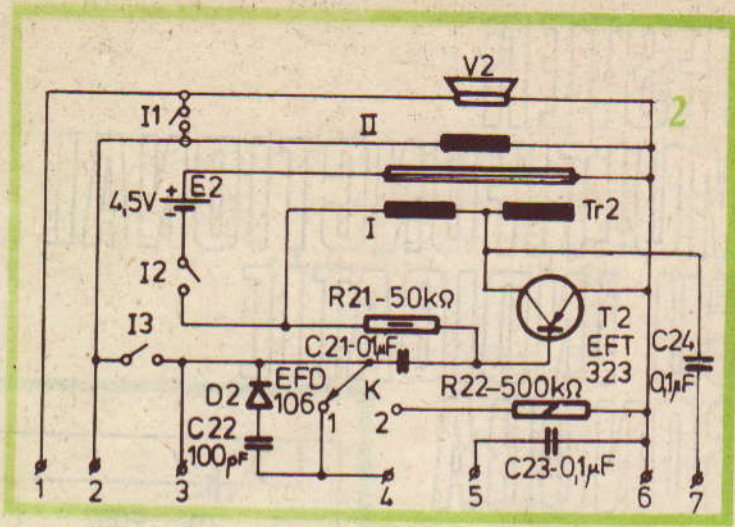 V2
2
I1
II
E2
+
4,5V
-
I
Tr2
I2
R21-50kΩ
I3
T2
EFT
323
C21-0,1µF
C24
0,1µF
D2
EFD
106
K
R22-500kΩ
1
2
C22
100pF
C23-0,1µF
1
2
3
4
5
6
7